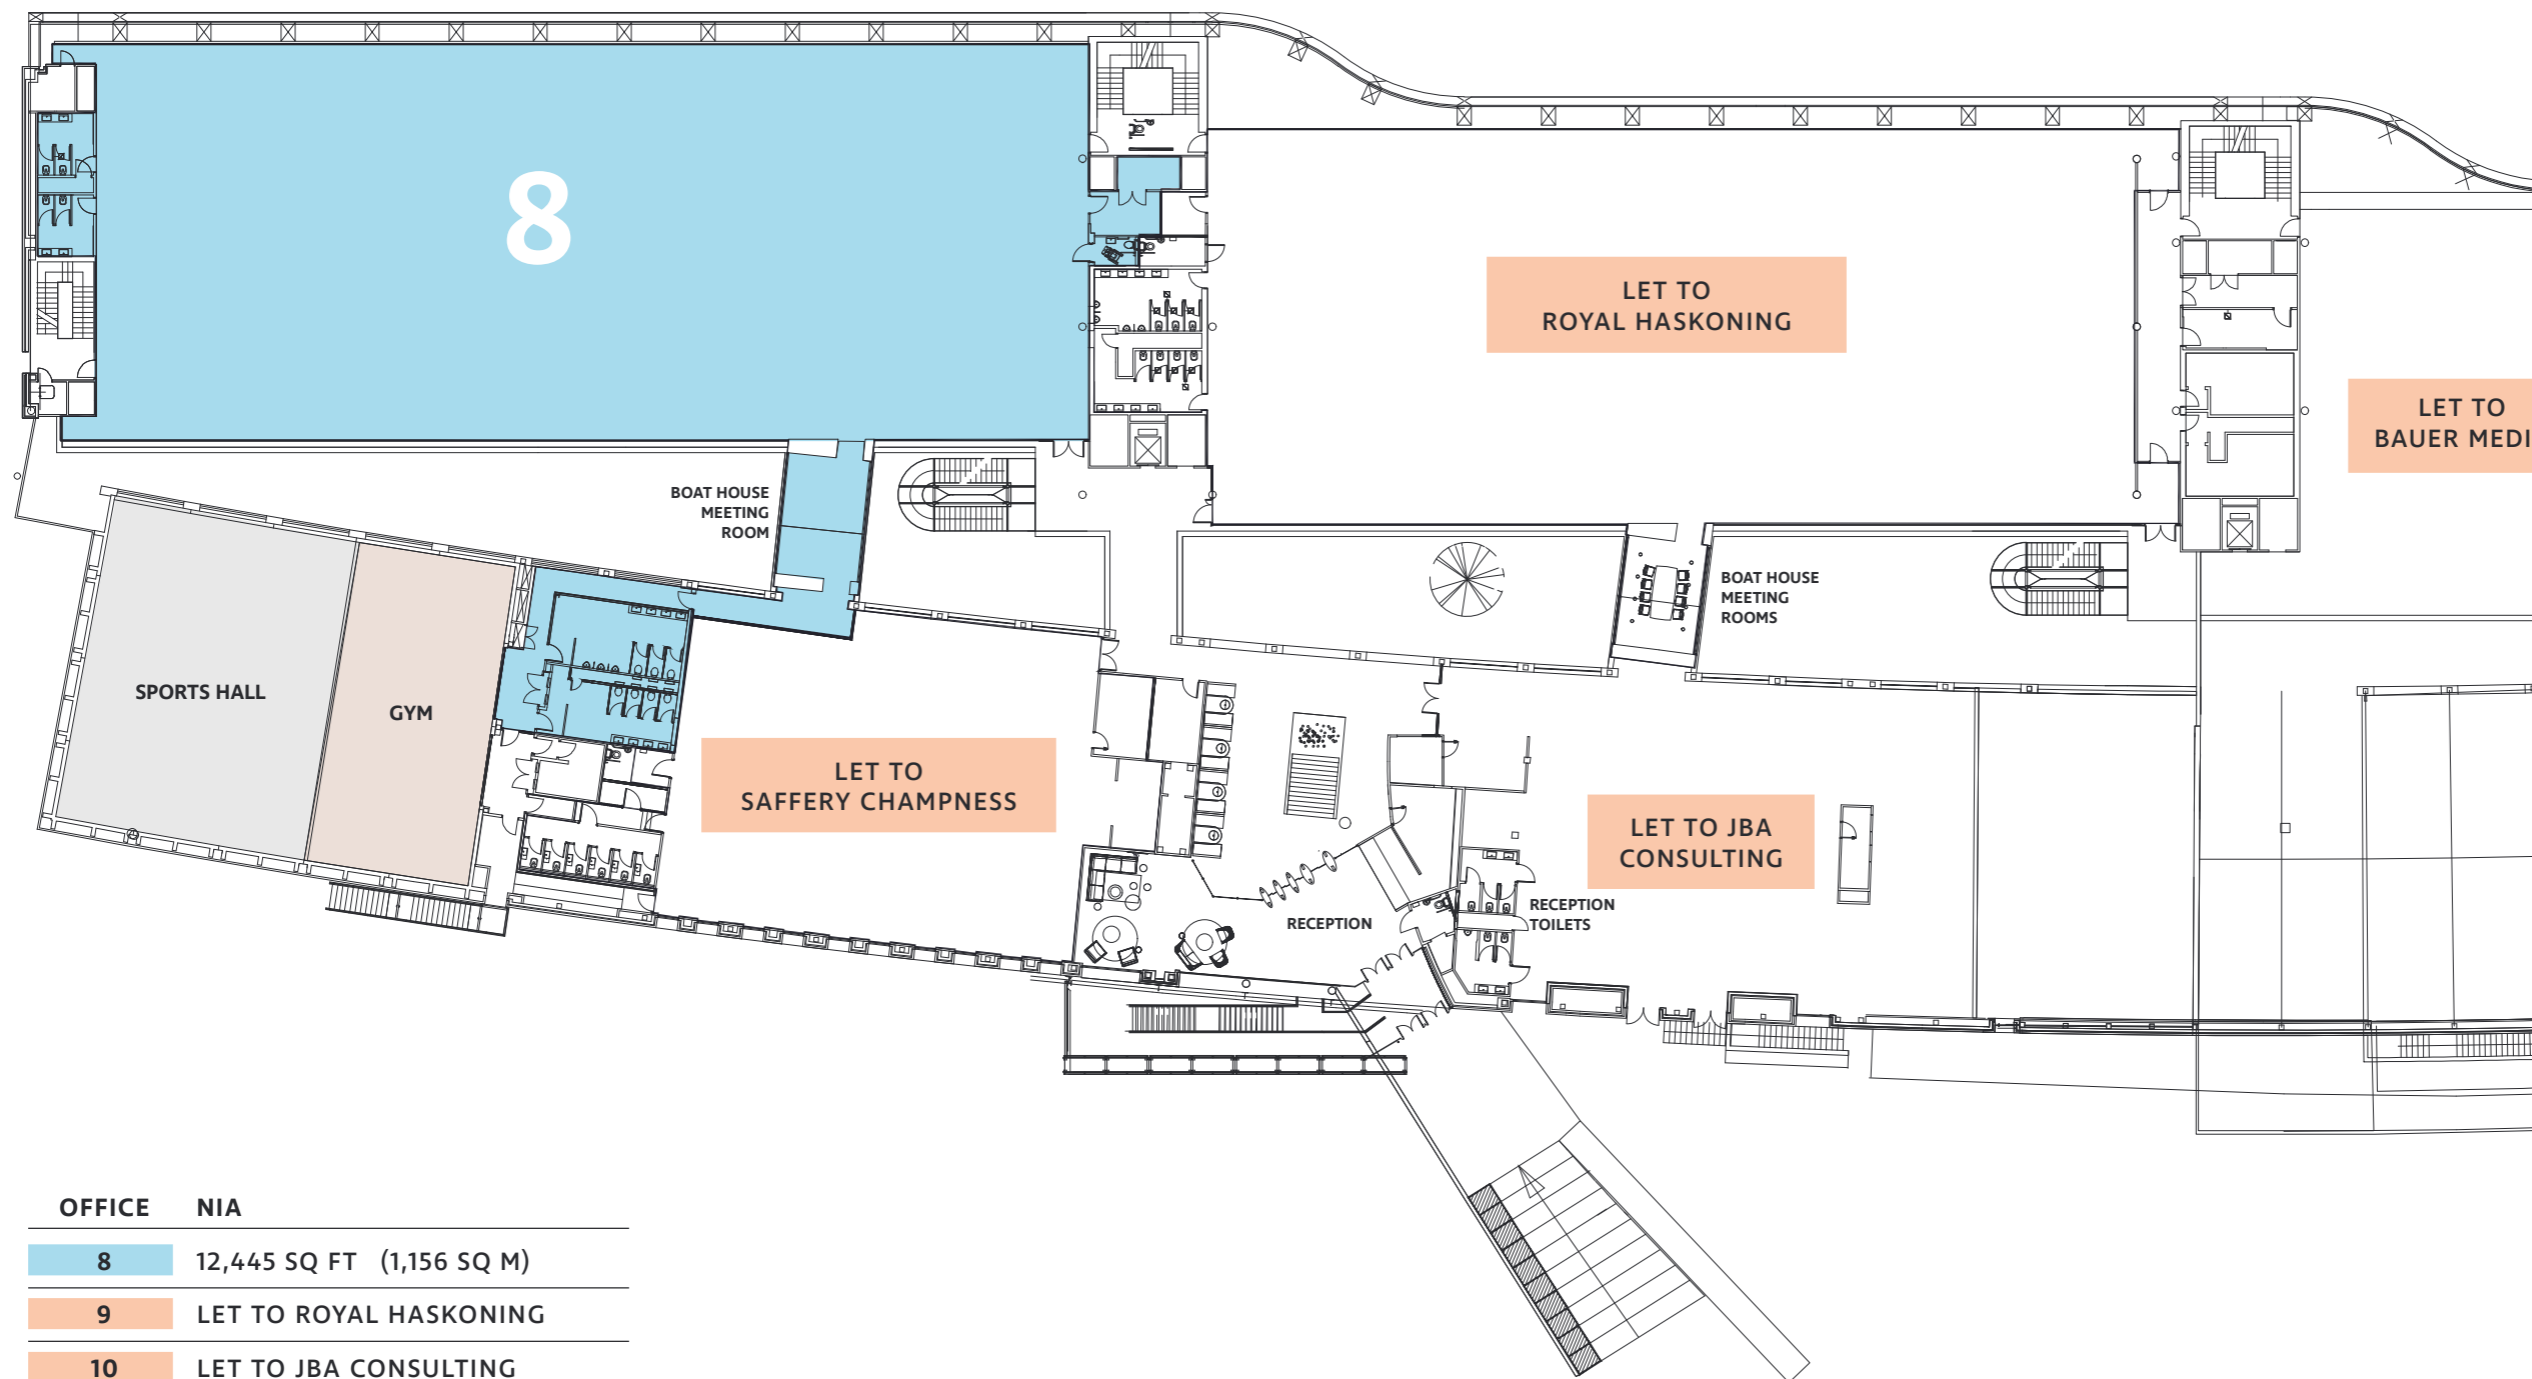 8
LET TO
ROYAL HASKONING
LET TO
BAUER MEDI
BOAT HOUSE
MEETING
ROOM
BOAT HOUSE
MEETING
ROOMS
SPORTS HALL
GYM
LET TO
SAFFERY CHAMPNESS
LET TO JBA
CONSULTING
RECEPTION
RECEPTION
TOILETS
OFFICE NIA
8 12,445 SQ FT (1,156 SQ M)
9 LET TO ROYAL HASKONING
10 LET TO JBA CONSULTING